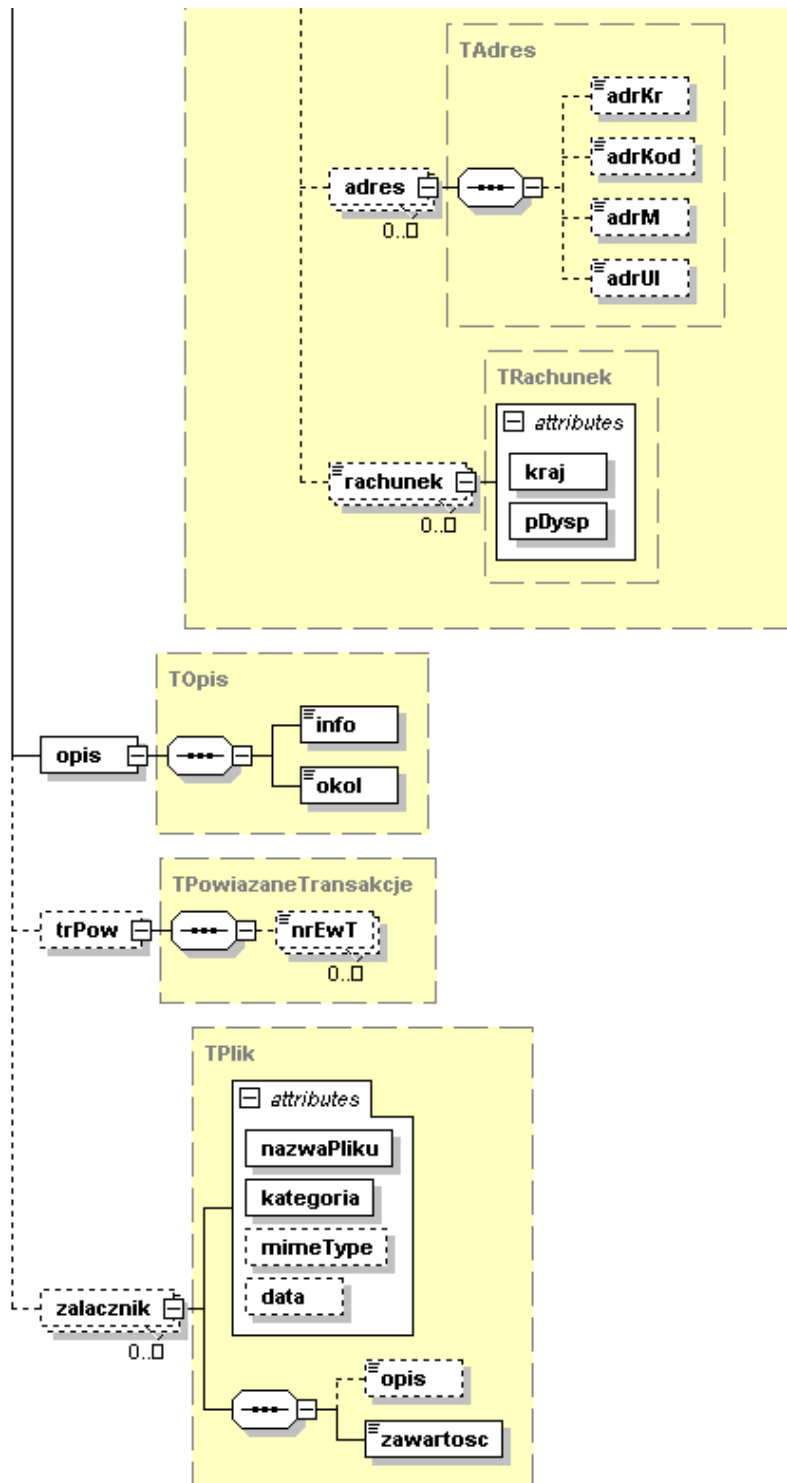 TAdres
adrKr
adrKod
adres
adrM
0..□
adrUl
TRachunek
attributes
kraj
rachunek
pDysp
0..□
TOpis
info
opis
okol
TPowiazaneTransakcje
trPow
nrEwT
0..□
TPlik
attributes
nazwaPliku
kategoria
mimeType
data
zalacznik
0..□
opis
zawartosc